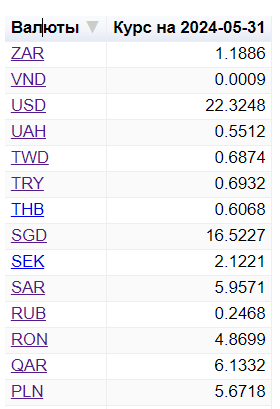 Валюты Курс на 2024-05-31
ZAR 1.1886
VND 0.0009
USD 22.3248
UAH 0.5512
TWD 0.6874
TRY 0.6932
THB 0.6068
SGD 16.5227
SEK 2.1221
SAR 5.9571
RUB 0.2468
RON 4.8699
QAR 6.1332
PLN 5.6718